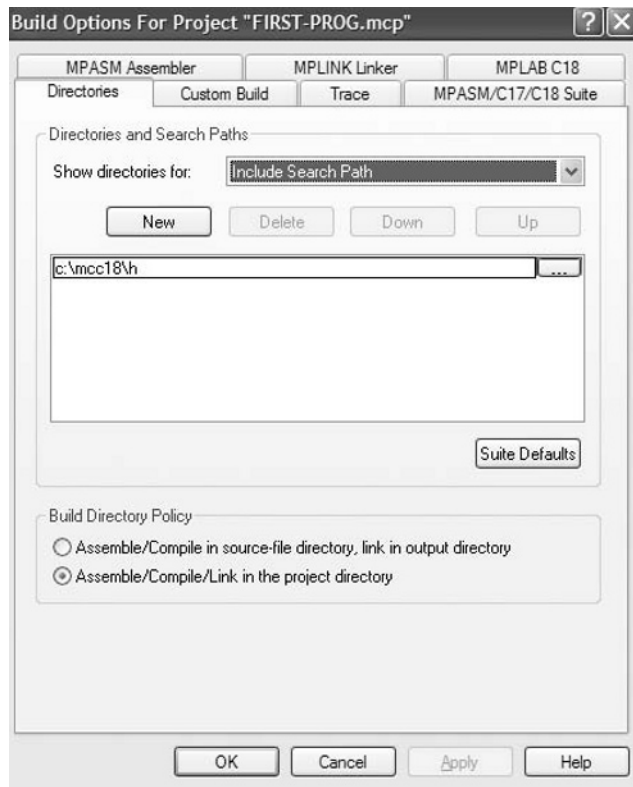 Build Options For Project "FIRST-PROG.mcp"
MPASM Assembler MPLINK Linker MPLAB C18
Directories Custom Build Trace MPASM/C17/C18 Suite
Directories and Search Paths
Show directories for: Include Search Path
New Delete Down Up
c:\mcc18\h ...
Suite Defaults
Build Directory Policy
Assemble/Compile in source-file directory, link in output directory
Assemble/Compile/Link in the project directory
OK Cancel Apply Help